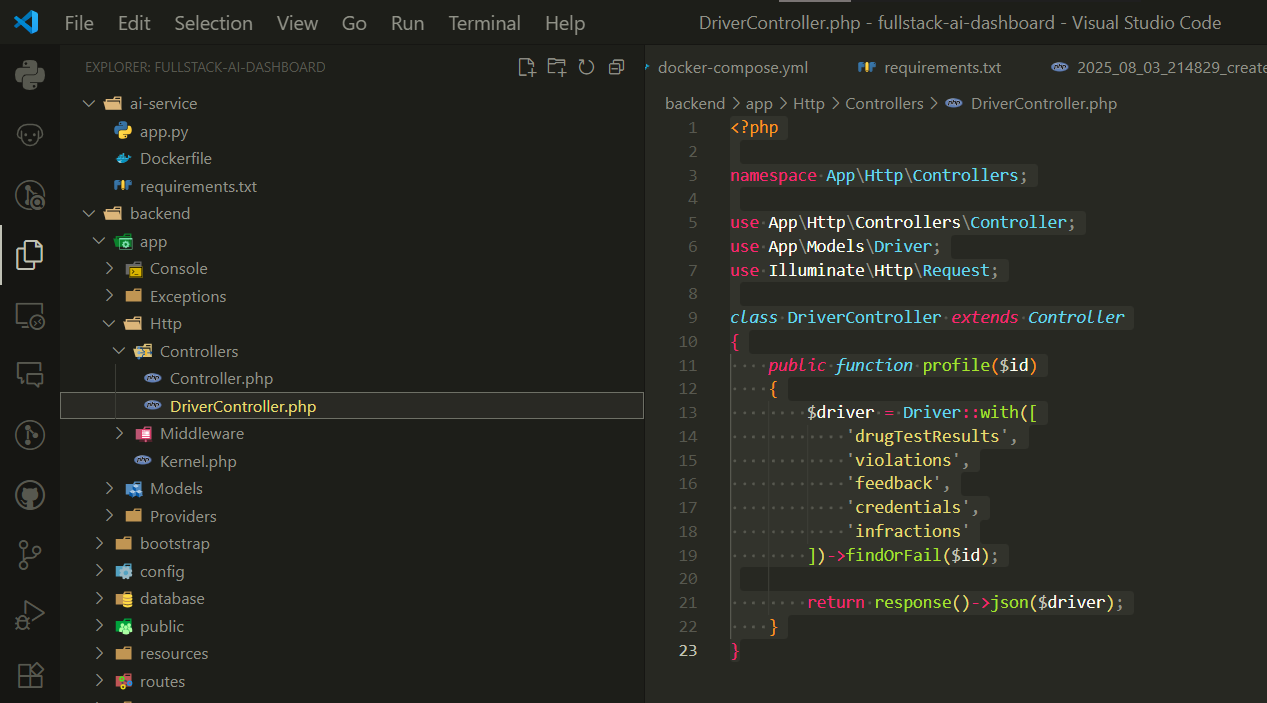 File Edit Selection View Go Run Terminal Help
DriverController.php - fullstack-ai-dashboard - Visual Studio Code
EXPLORER: FULLSTACK-AI-DASHBOARD
ai-service
app.py
Dockerfile
requirements.txt
backend
app
Console
Exceptions
Http
Controllers
Controller.php
DriverController.php
Middleware
Kernel.php
Models
Providers
bootstrap
config
database
public
resources
routes
docker-compose.yml requirements.txt 2025_08_03_214829_create
backend > app > Http > Controllers > DriverController.php
1 <?php
2
3 namespace App\Http\Controllers;
4
5 use App\Http\Controllers\Controller;
6 use App\Models\Driver;
7 use Illuminate\Http\Request;
8
9 class DriverController extends Controller
10 {
11     public function profile($id)
12     {
13         $driver = Driver::with([
14             'drugTestResults',
15             'violations',
16             'feedback',
17             'credentials',
18             'infractions'
19         ])->findOrFail($id);
20
21         return response()->json($driver);
22     }
23 }